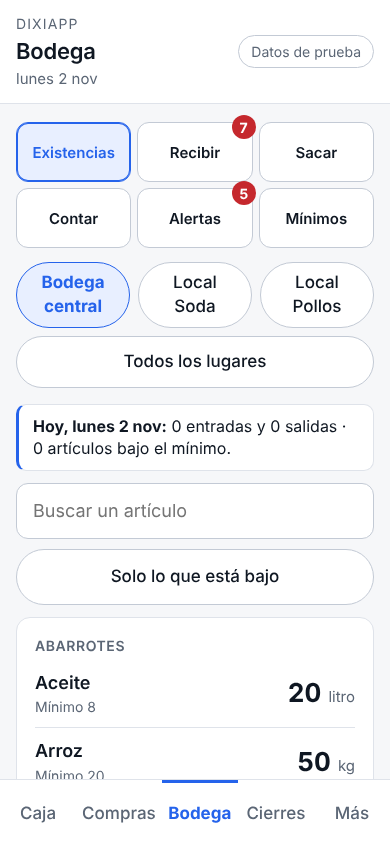 DIXIAPP
Bodega
lunes 2 nov
Datos de prueba
Existencias
Recibir
7
Sacar
Contar
Alertas
5
Mínimos
Bodega
central
Local
Soda
Local
Pollos
Todos los lugares
Hoy, lunes 2 nov: 0 entradas y 0 salidas ·
0 artículos bajo el mínimo.
Buscar un artículo
Solo lo que está bajo
ABARROTES
Aceite
20 litro
Mínimo 8
Arroz
50 kg
Mínimo 20
Caja
Compras
Bodega
Cierres
Más